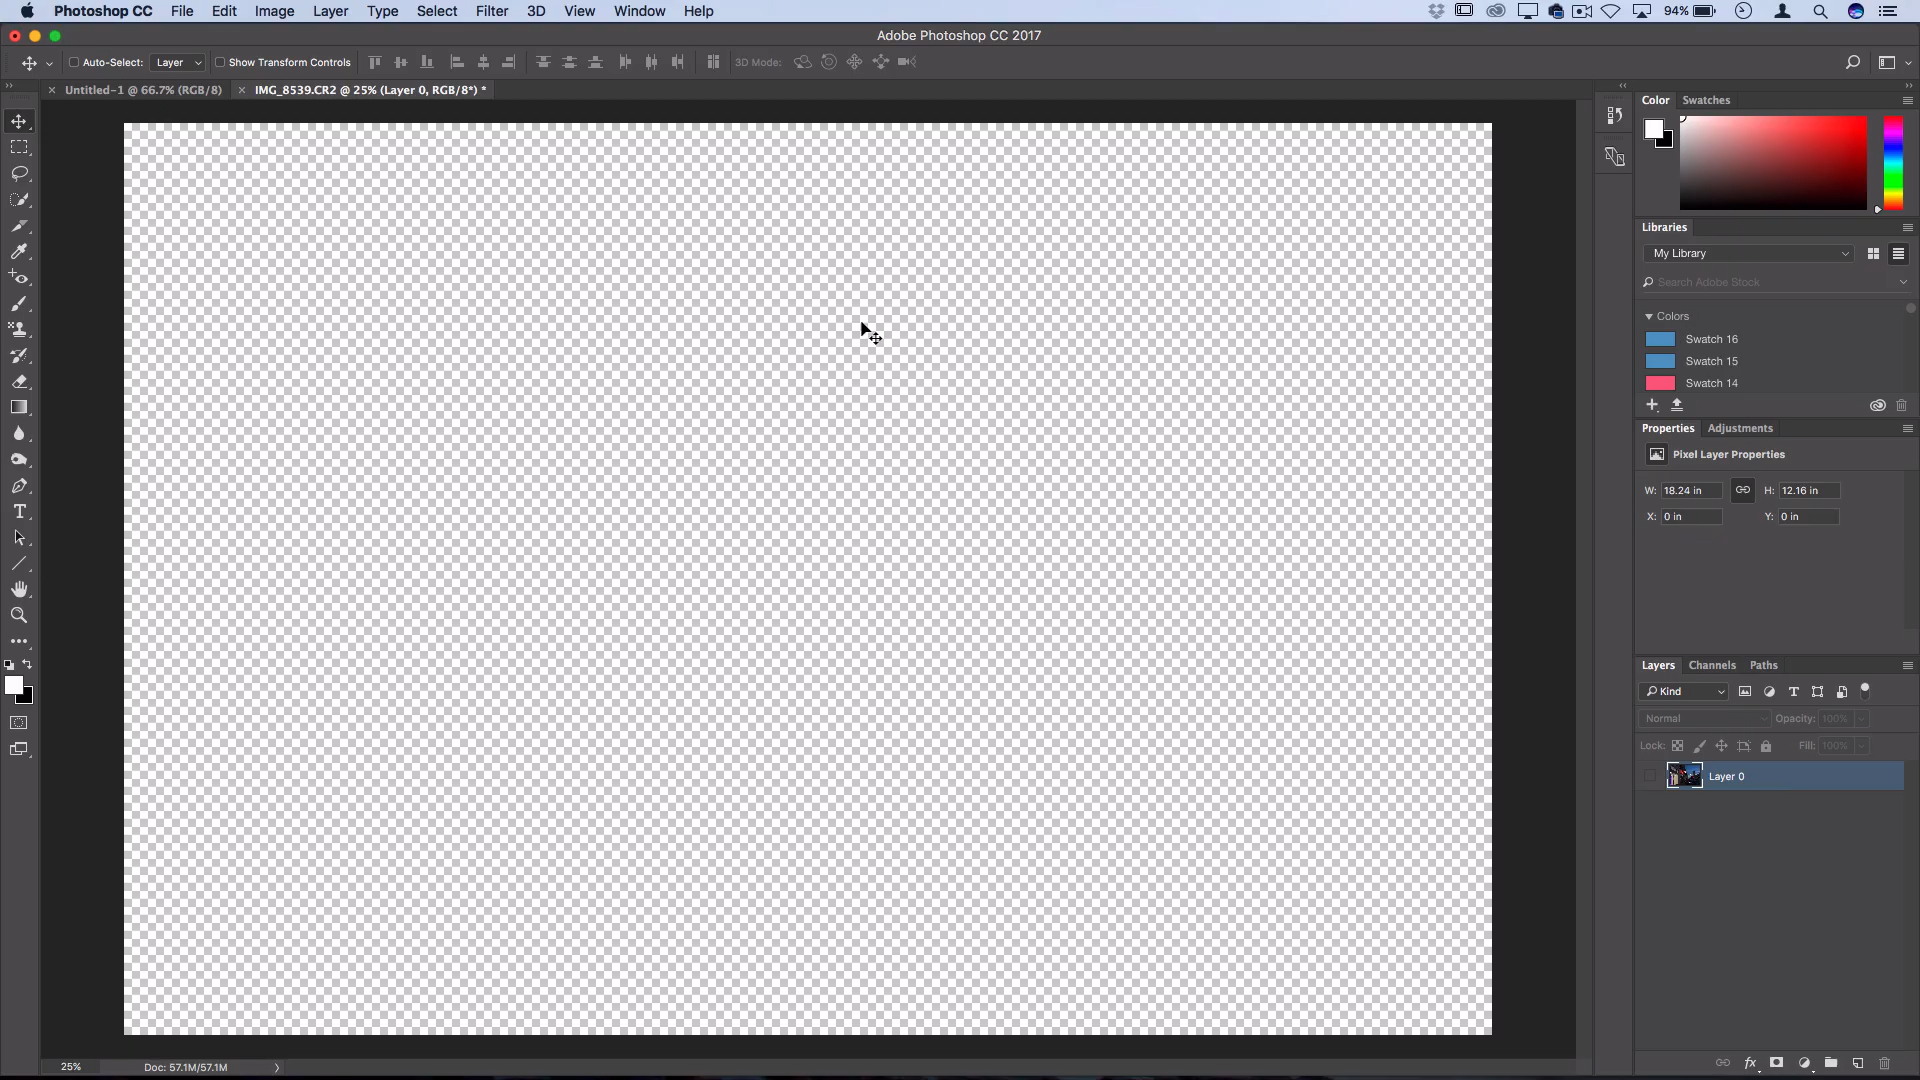 Photoshop CC File Edit Image Layer Type Select Filter 3D View Window Help 94%
Adobe Photoshop CC 2017
Auto-Select: Layer Show Transform Controls 3D Mode:
Untitled-1 @ 66.7% (RGB/8) IMG_8539.CR2 @ 25% (Layer 0, RGB/8*) *
Color Swatches
Libraries
My Library
Search Adobe Stock
Colors
Swatch 16
Swatch 15
Swatch 14
Properties Adjustments
Pixel Layer Properties
W: 18.24 in H: 12.16 in
X: 0 in Y: 0 in
Layers Channels Paths
Kind
Normal Opacity: 100%
Lock: Fill: 100%
Layer 0
25% Doc: 57.1M/57.1M